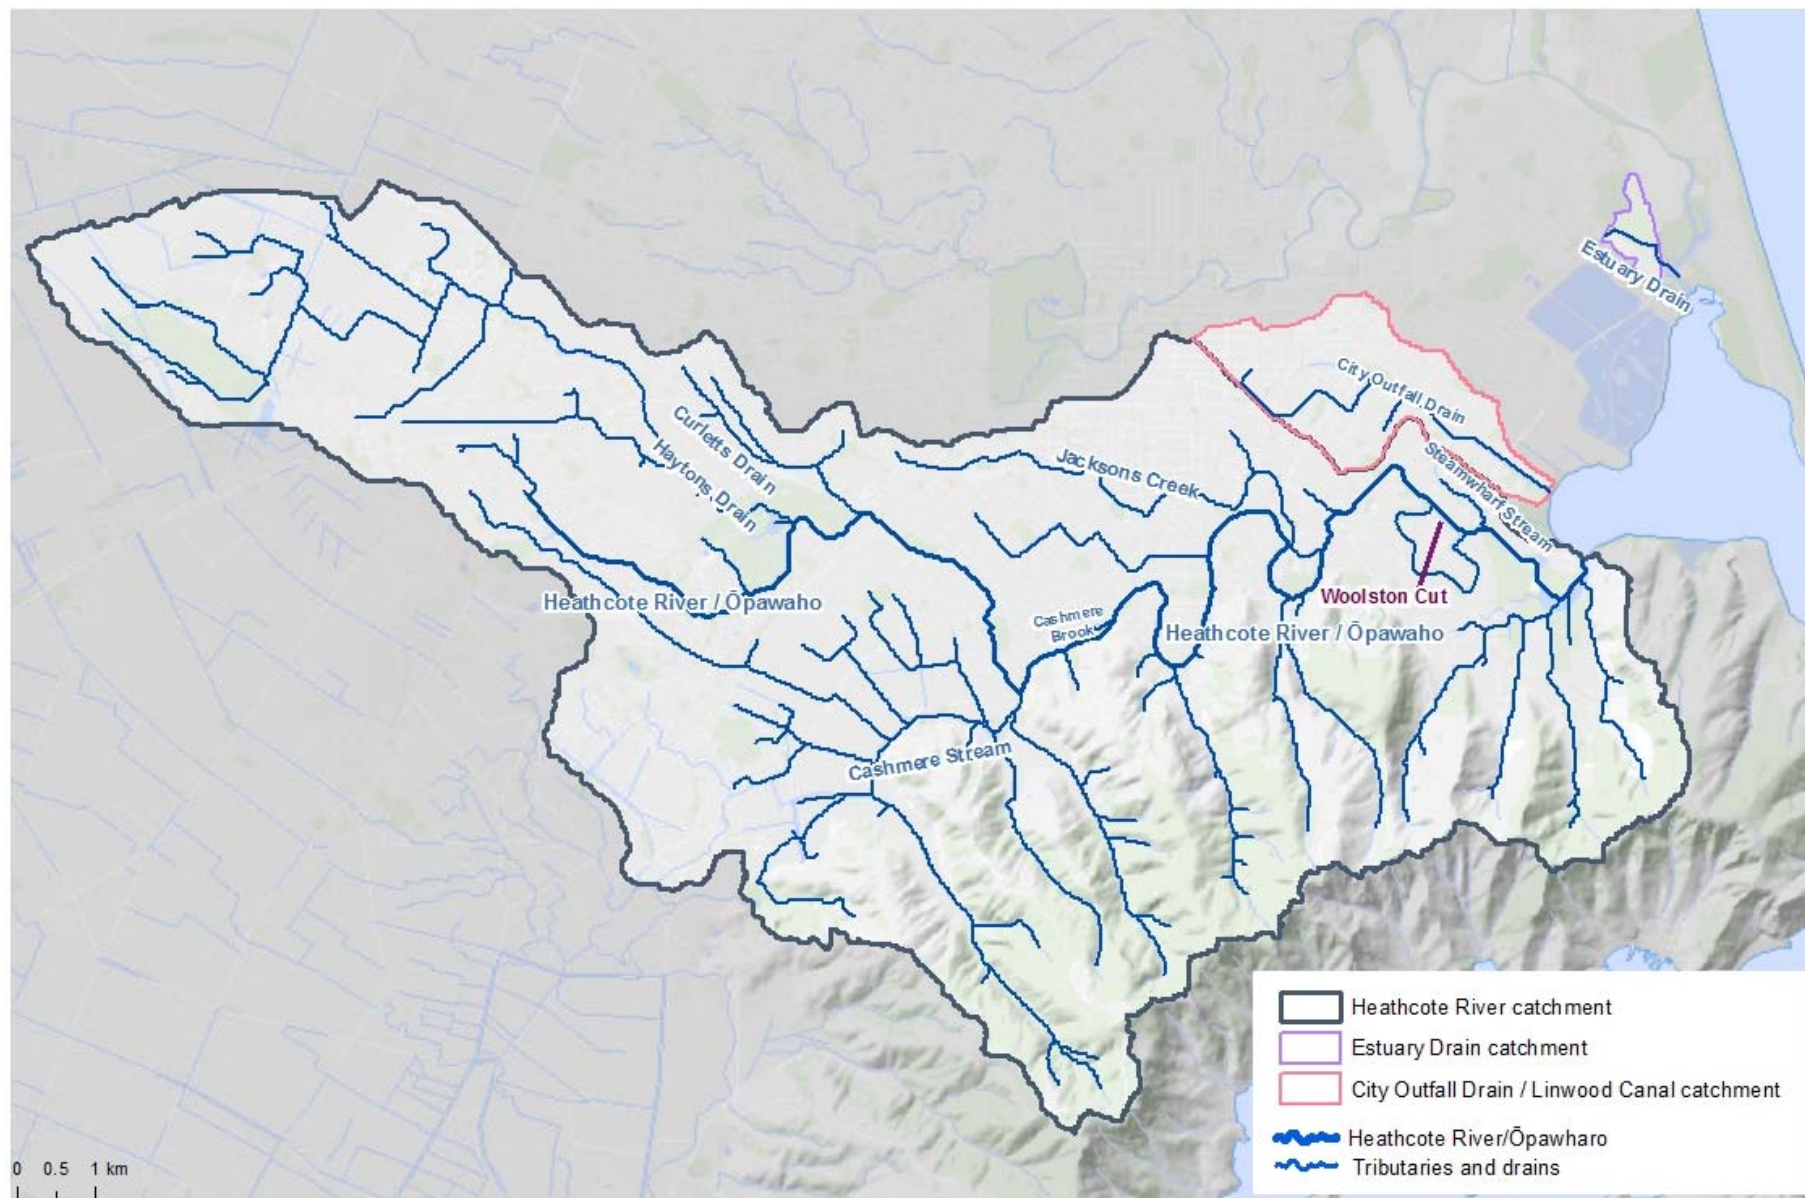 Estuary Drain
City Outfall Drain
Steamwharf Stream
Jacksons Creek
Curletts Drain
Haytons Drain
Heathcote River / Ōpawaho
Woolston Cut
Cashmere
Brook
Heathcote River / Ōpawaho
Cashmere Stream
Heathcote River catchment
Estuary Drain catchment
City Outfall Drain / Linwood Canal catchment
Heathcote River/Ōpawharo
Tributaries and drains
0 0.5 1 km